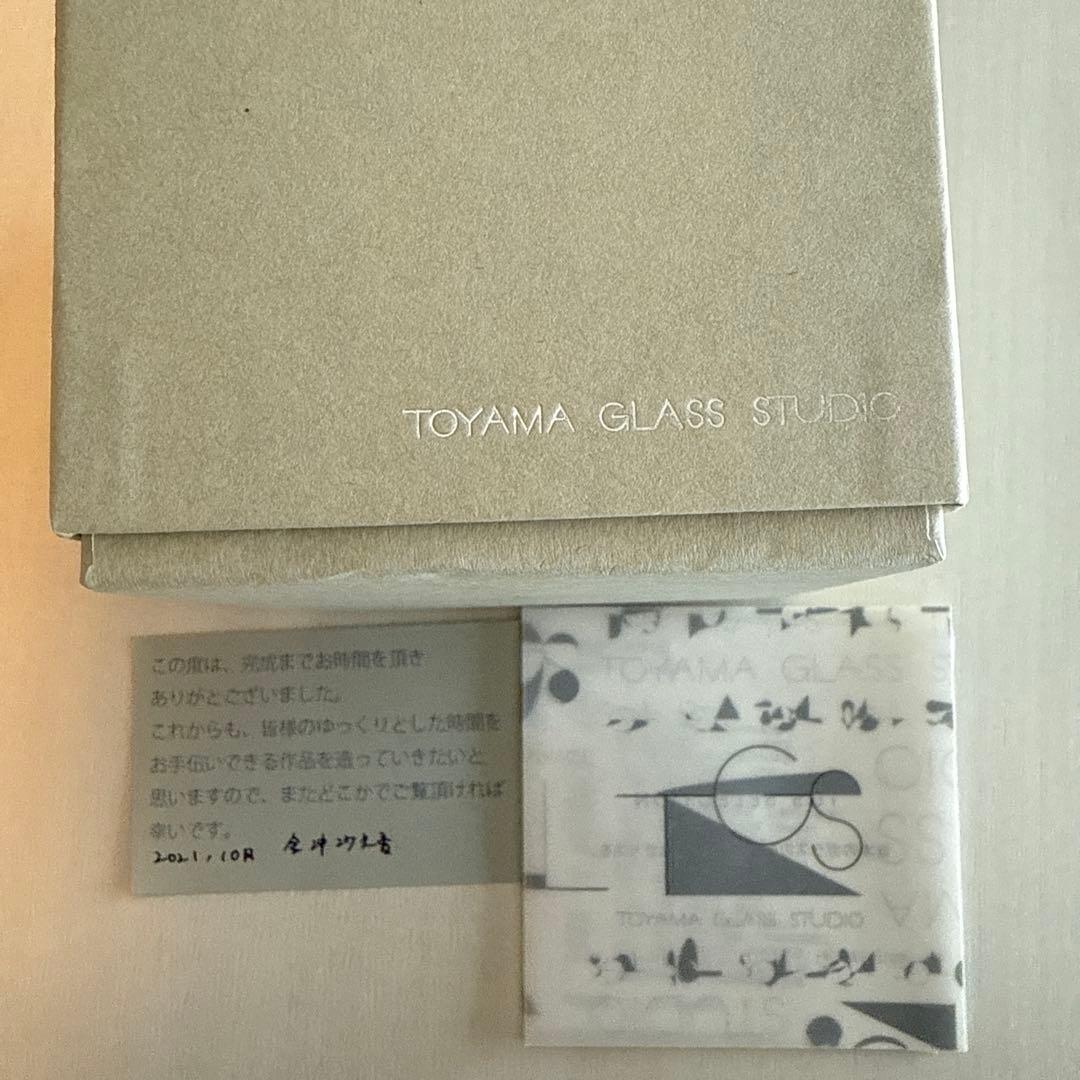 TOYAMA GLASS STUDIO
この度は、完成までお時間を頂き
ありがとございました。
これからも、皆様のゆっくりとした時間を
お手伝いできる作品を造っていきたいと
思いますので、またどこかでご覧頂ければ
幸いです。
2021,10月
TOYAMA GLASS S
GS
TOYAMA GLASS STUDIO